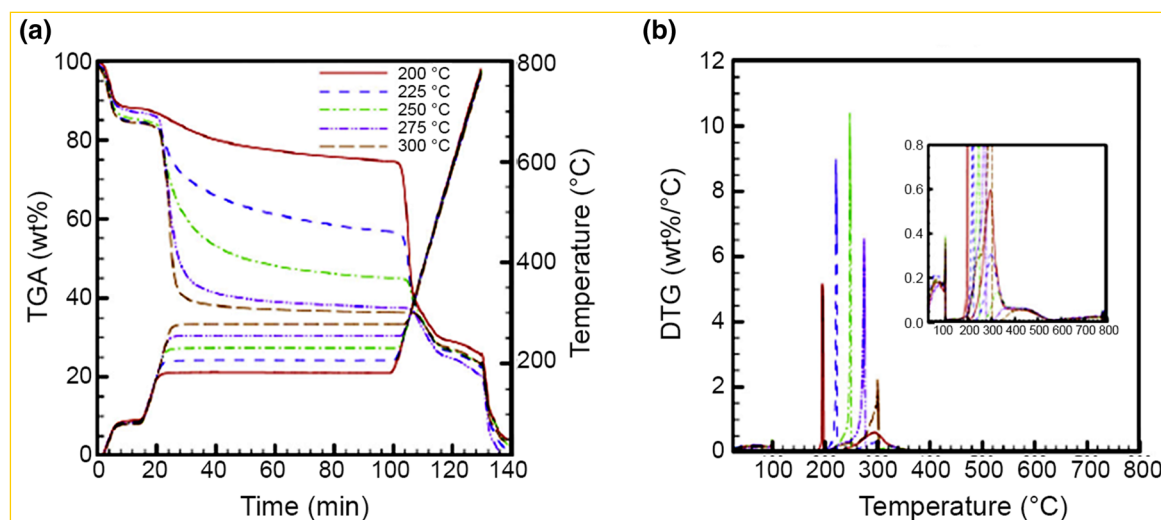 (a)
100
80
60
40
20
0
TGA (wt%)
800
600
400
200
0
Temperature (°C)
200 °C
225 °C
250 °C
275 °C
300 °C
0 20 40 60 80 100 120 140
Time (min)
(b)
12
10
8
6
4
2
0
DTG (wt%/°C)
0.8
0.6
0.4
0.2
0.0
100 200 300 400 500 600 700 800
100 200 300 400 500 600 700 800
Temperature (°C)